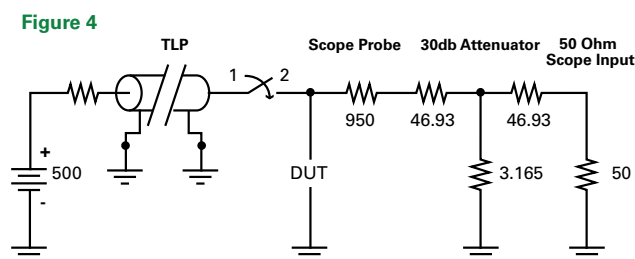 Figure 4
TLP
Scope Probe
30db Attenuator
50 Ohm
Scope Input
1
2
950
46.93
46.93
+
500
-
DUT
3.165
50